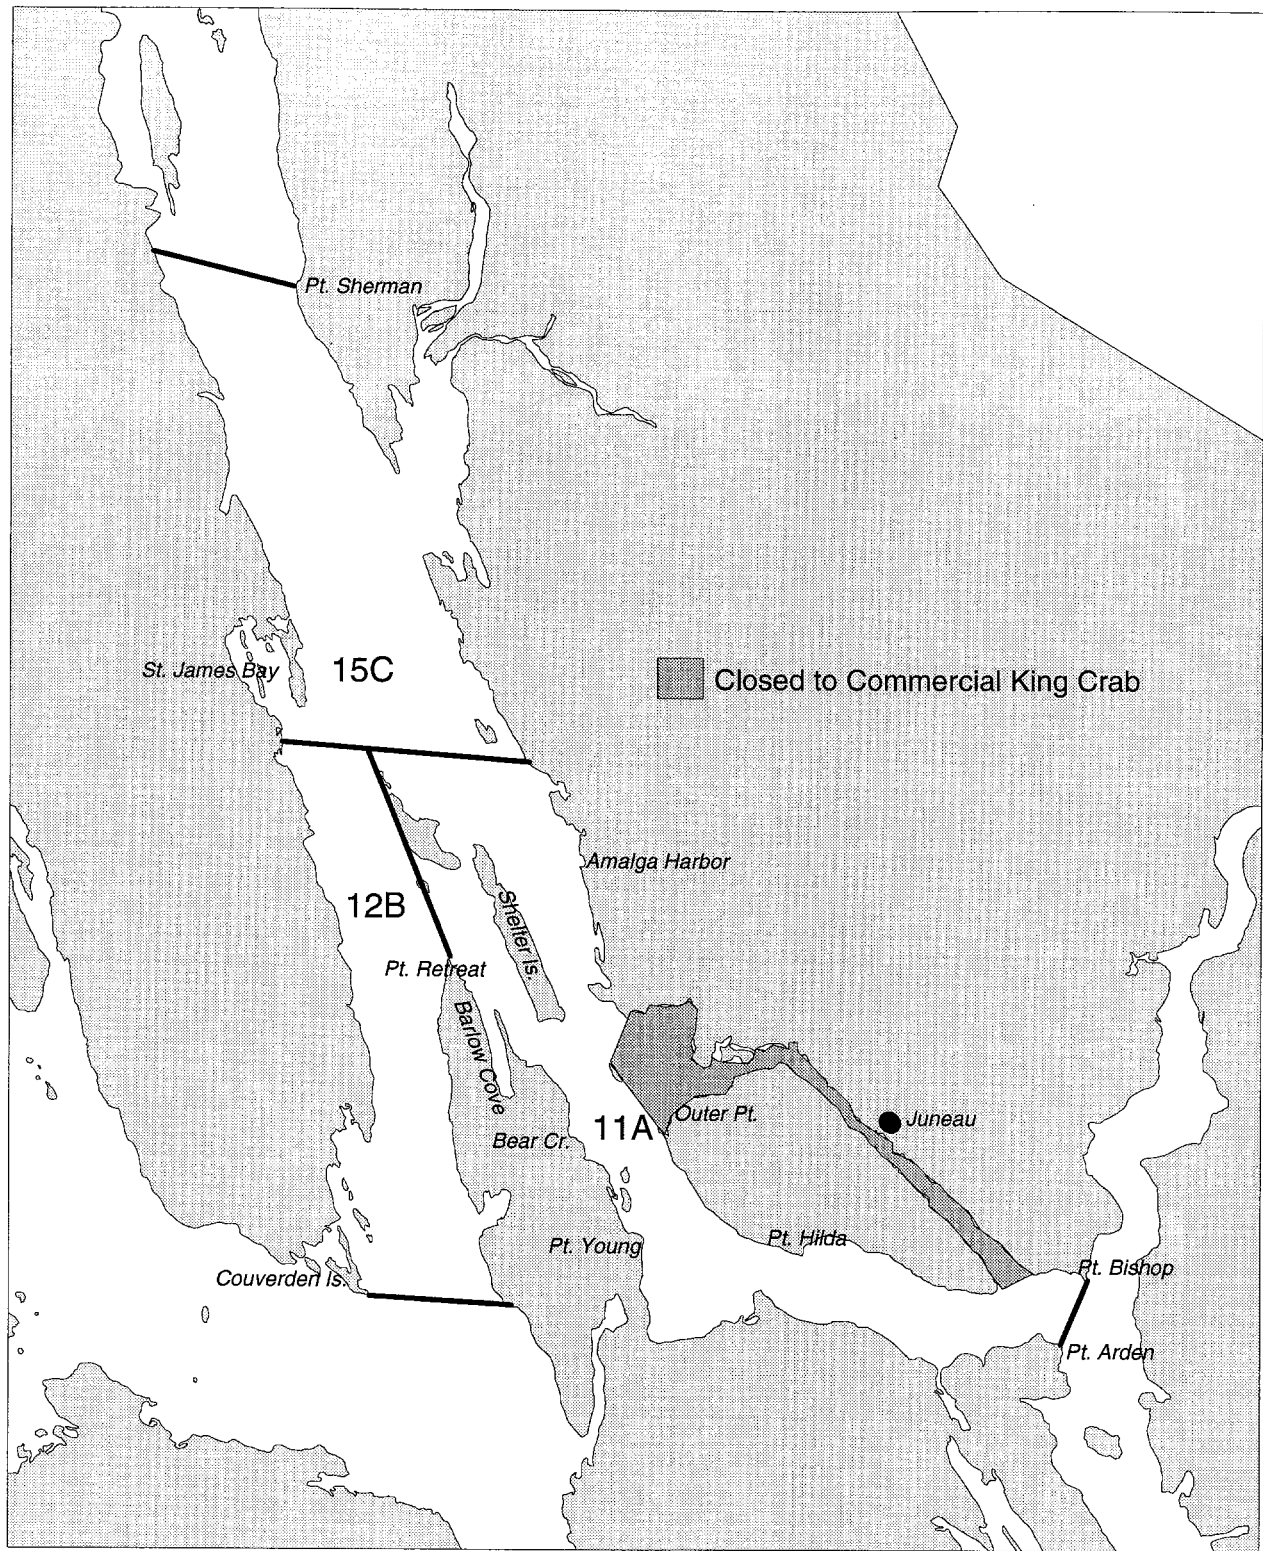 Pt. Sherman
St. James Bay
15C
Closed to Commercial King Crab
Amalga Harbor
12B
Shelter Is.
Pt. Retreat
Barlow Cove
11A
Outer Pt.
Juneau
Bear Cr.
Pt. Hilda
Pt. Young
Pt. Bishop
Couverden Is.
Pt. Arden